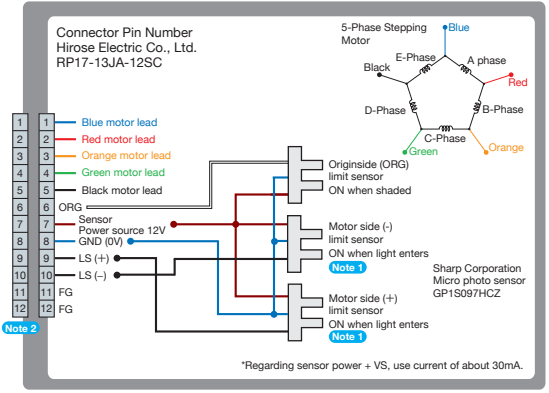 Connector Pin Number
Hirose Electric Co., Ltd.
RP17-13JA-12SC
5-Phase Stepping
Motor
Blue
E-Phase
A phase
Black
Red
D-Phase
B-Phase
C-Phase
Green
Orange
1 1 Blue motor lead
2 2 Red motor lead
3 3 Orange motor lead
4 4 Green motor lead
5 5 Black motor lead
6 6 ORG
7 7 Sensor
Power source 12V
8 8 GND (0V)
9 9 LS (+)
10 10 LS (−)
11 11 FG
12 12 FG
Note 2
Originside (ORG)
limit sensor
ON when shaded
Motor side (-)
limit sensor
ON when light enters
Note 1
Motor side (+)
limit sensor
ON when light enters
Note 1
Sharp Corporation
Micro photo sensor
GP1S097HCZ
*Regarding sensor power + VS, use current of about 30mA.